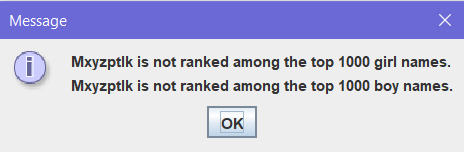 Message
Mxyzptlk is not ranked among the top 1000 girl names.
Mxyzptlk is not ranked among the top 1000 boy names.
OK